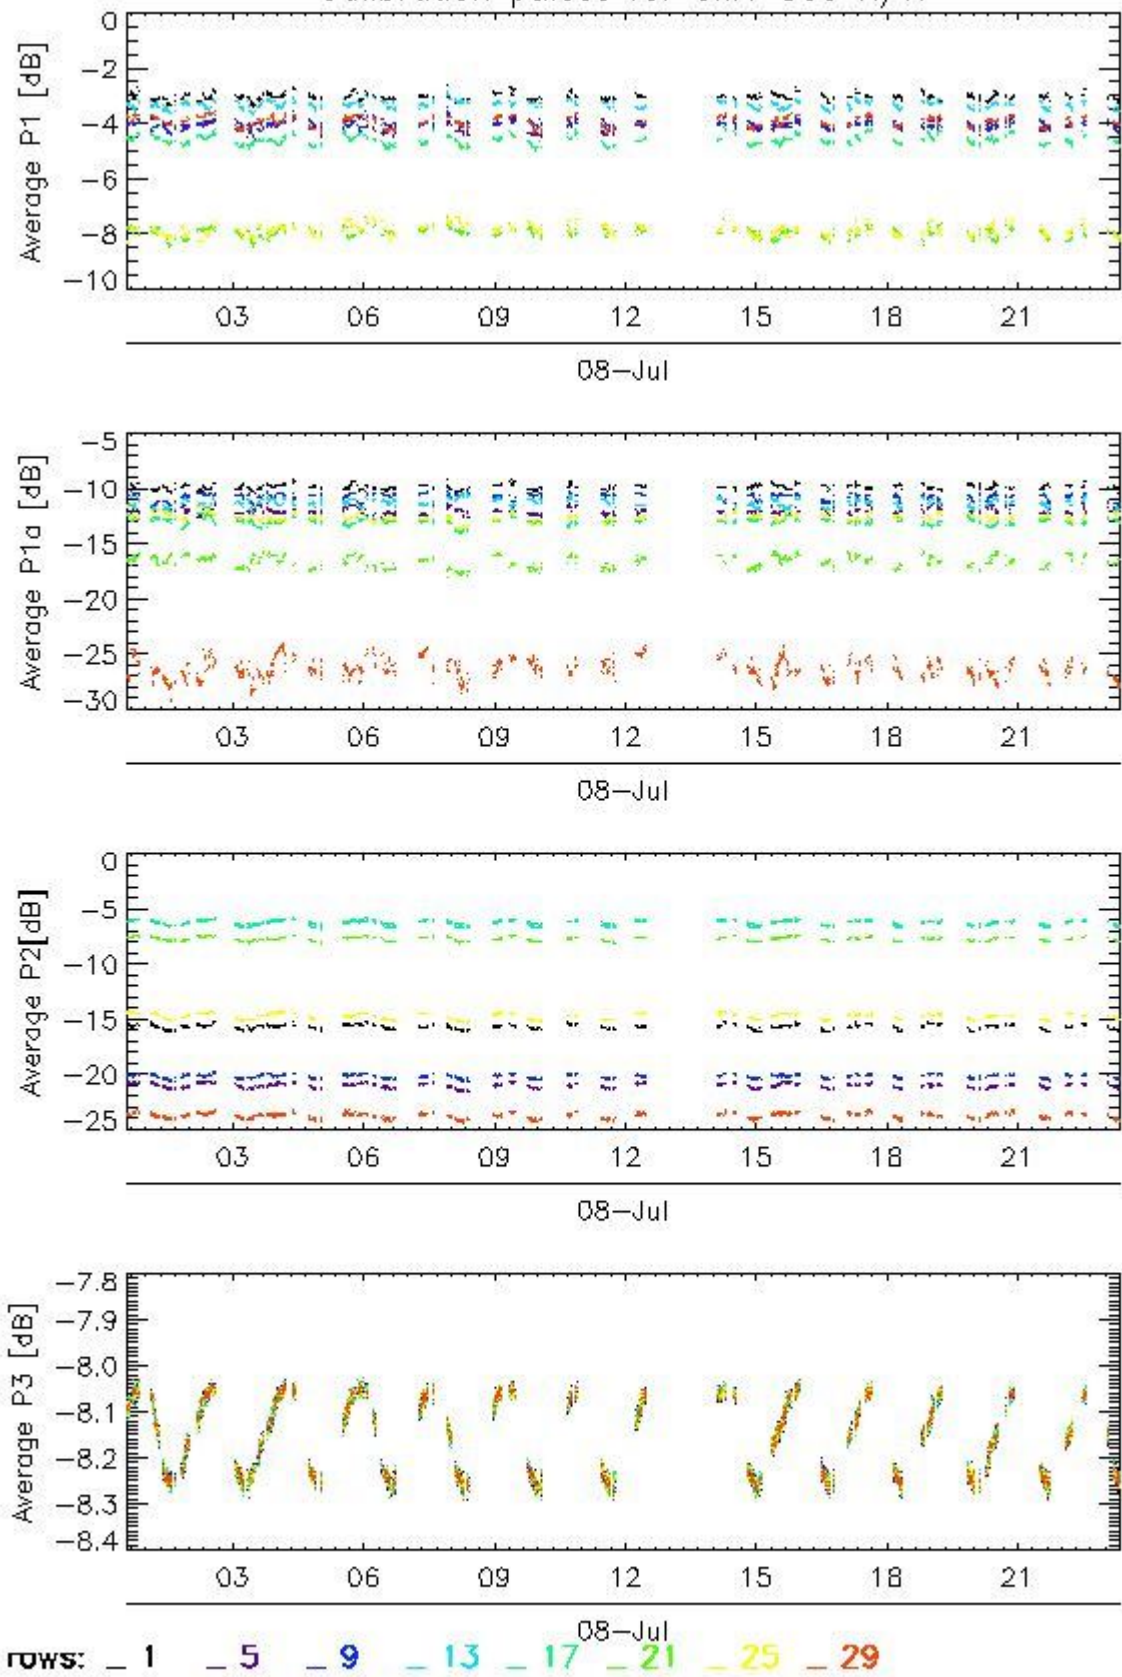 0
−2
−4
−6
−8
−10
Average P1 [dB]
03 06 09 12 15 18 21
08−Jul
−5
−10
−15
−20
−25
−30
Average P1a [dB]
03 06 09 12 15 18 21
08−Jul
0
−5
−10
−15
−20
−25
Average P2[dB]
03 06 09 12 15 18 21
08−Jul
−7.8
−7.9
−8.0
−8.1
−8.2
−8.3
−8.4
Average P3 [dB]
03 06 09 12 15 18 21
08−Jul
rows: _ 1 _ 5 _ 9 _ 13 _ 17 _ 21 _ 25 _ 29